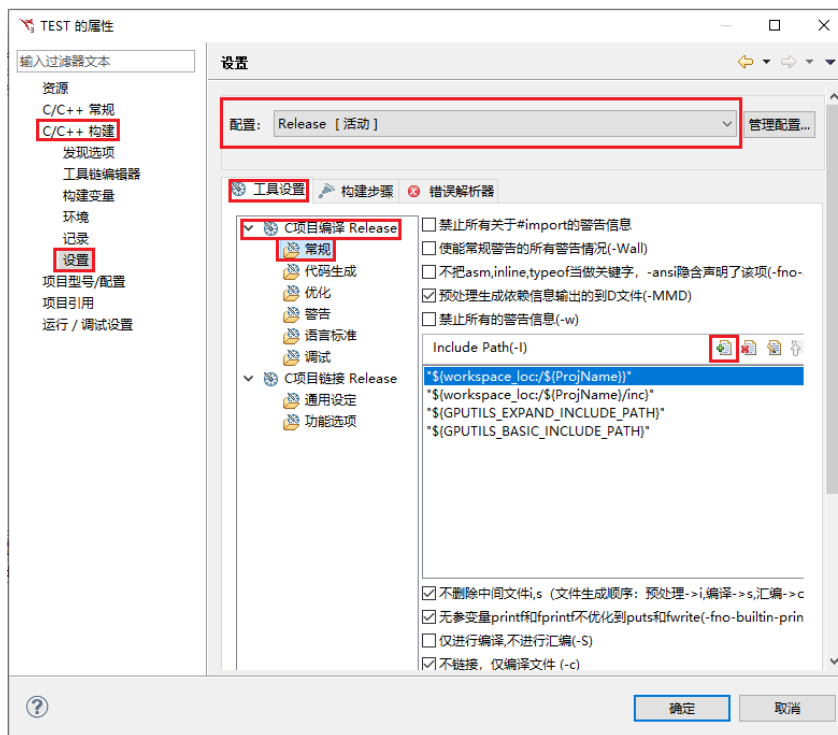 TEST 的属性
输入过滤器文本
资源
C/C++ 常规
C/C++ 构建
发现选项
工具链编辑器
构建变量
环境
记录
设置
项目型号/配置
项目引用
运行 / 调试设置
设置
配置: Release [ 活动 ]
管理配置...
工具设置 构建步骤 错误解析器
C项目编译 Release
常规
代码生成
优化
警告
语言标准
调试
C项目链接 Release
通用设定
功能选项
禁止所有关于#import的警告信息
使能常规警告的所有警告情况(-Wall)
不把asm,inline,typeof当做关键字，-ansi隐含声明了该项(-fno-
预处理生成依赖信息输出的到D文件(-MMD)
禁止所有的警告信息(-w)
Include Path(-I)
"${workspace_loc:/${ProjName}}"
"${workspace_loc:/${ProjName}/inc}"
"${GPUTILS_EXPAND_INCLUDE_PATH}"
"${GPUTILS_BASIC_INCLUDE_PATH}"
不删除中间文件i,s（文件生成顺序：预处理->i,编译->s,汇编->c
无参变量printf和fprintf不优化到puts和fwrite(-fno-builtin-prin
仅进行编译,不进行汇编(-S)
不链接，仅编译文件 (-c)
?
确定 取消